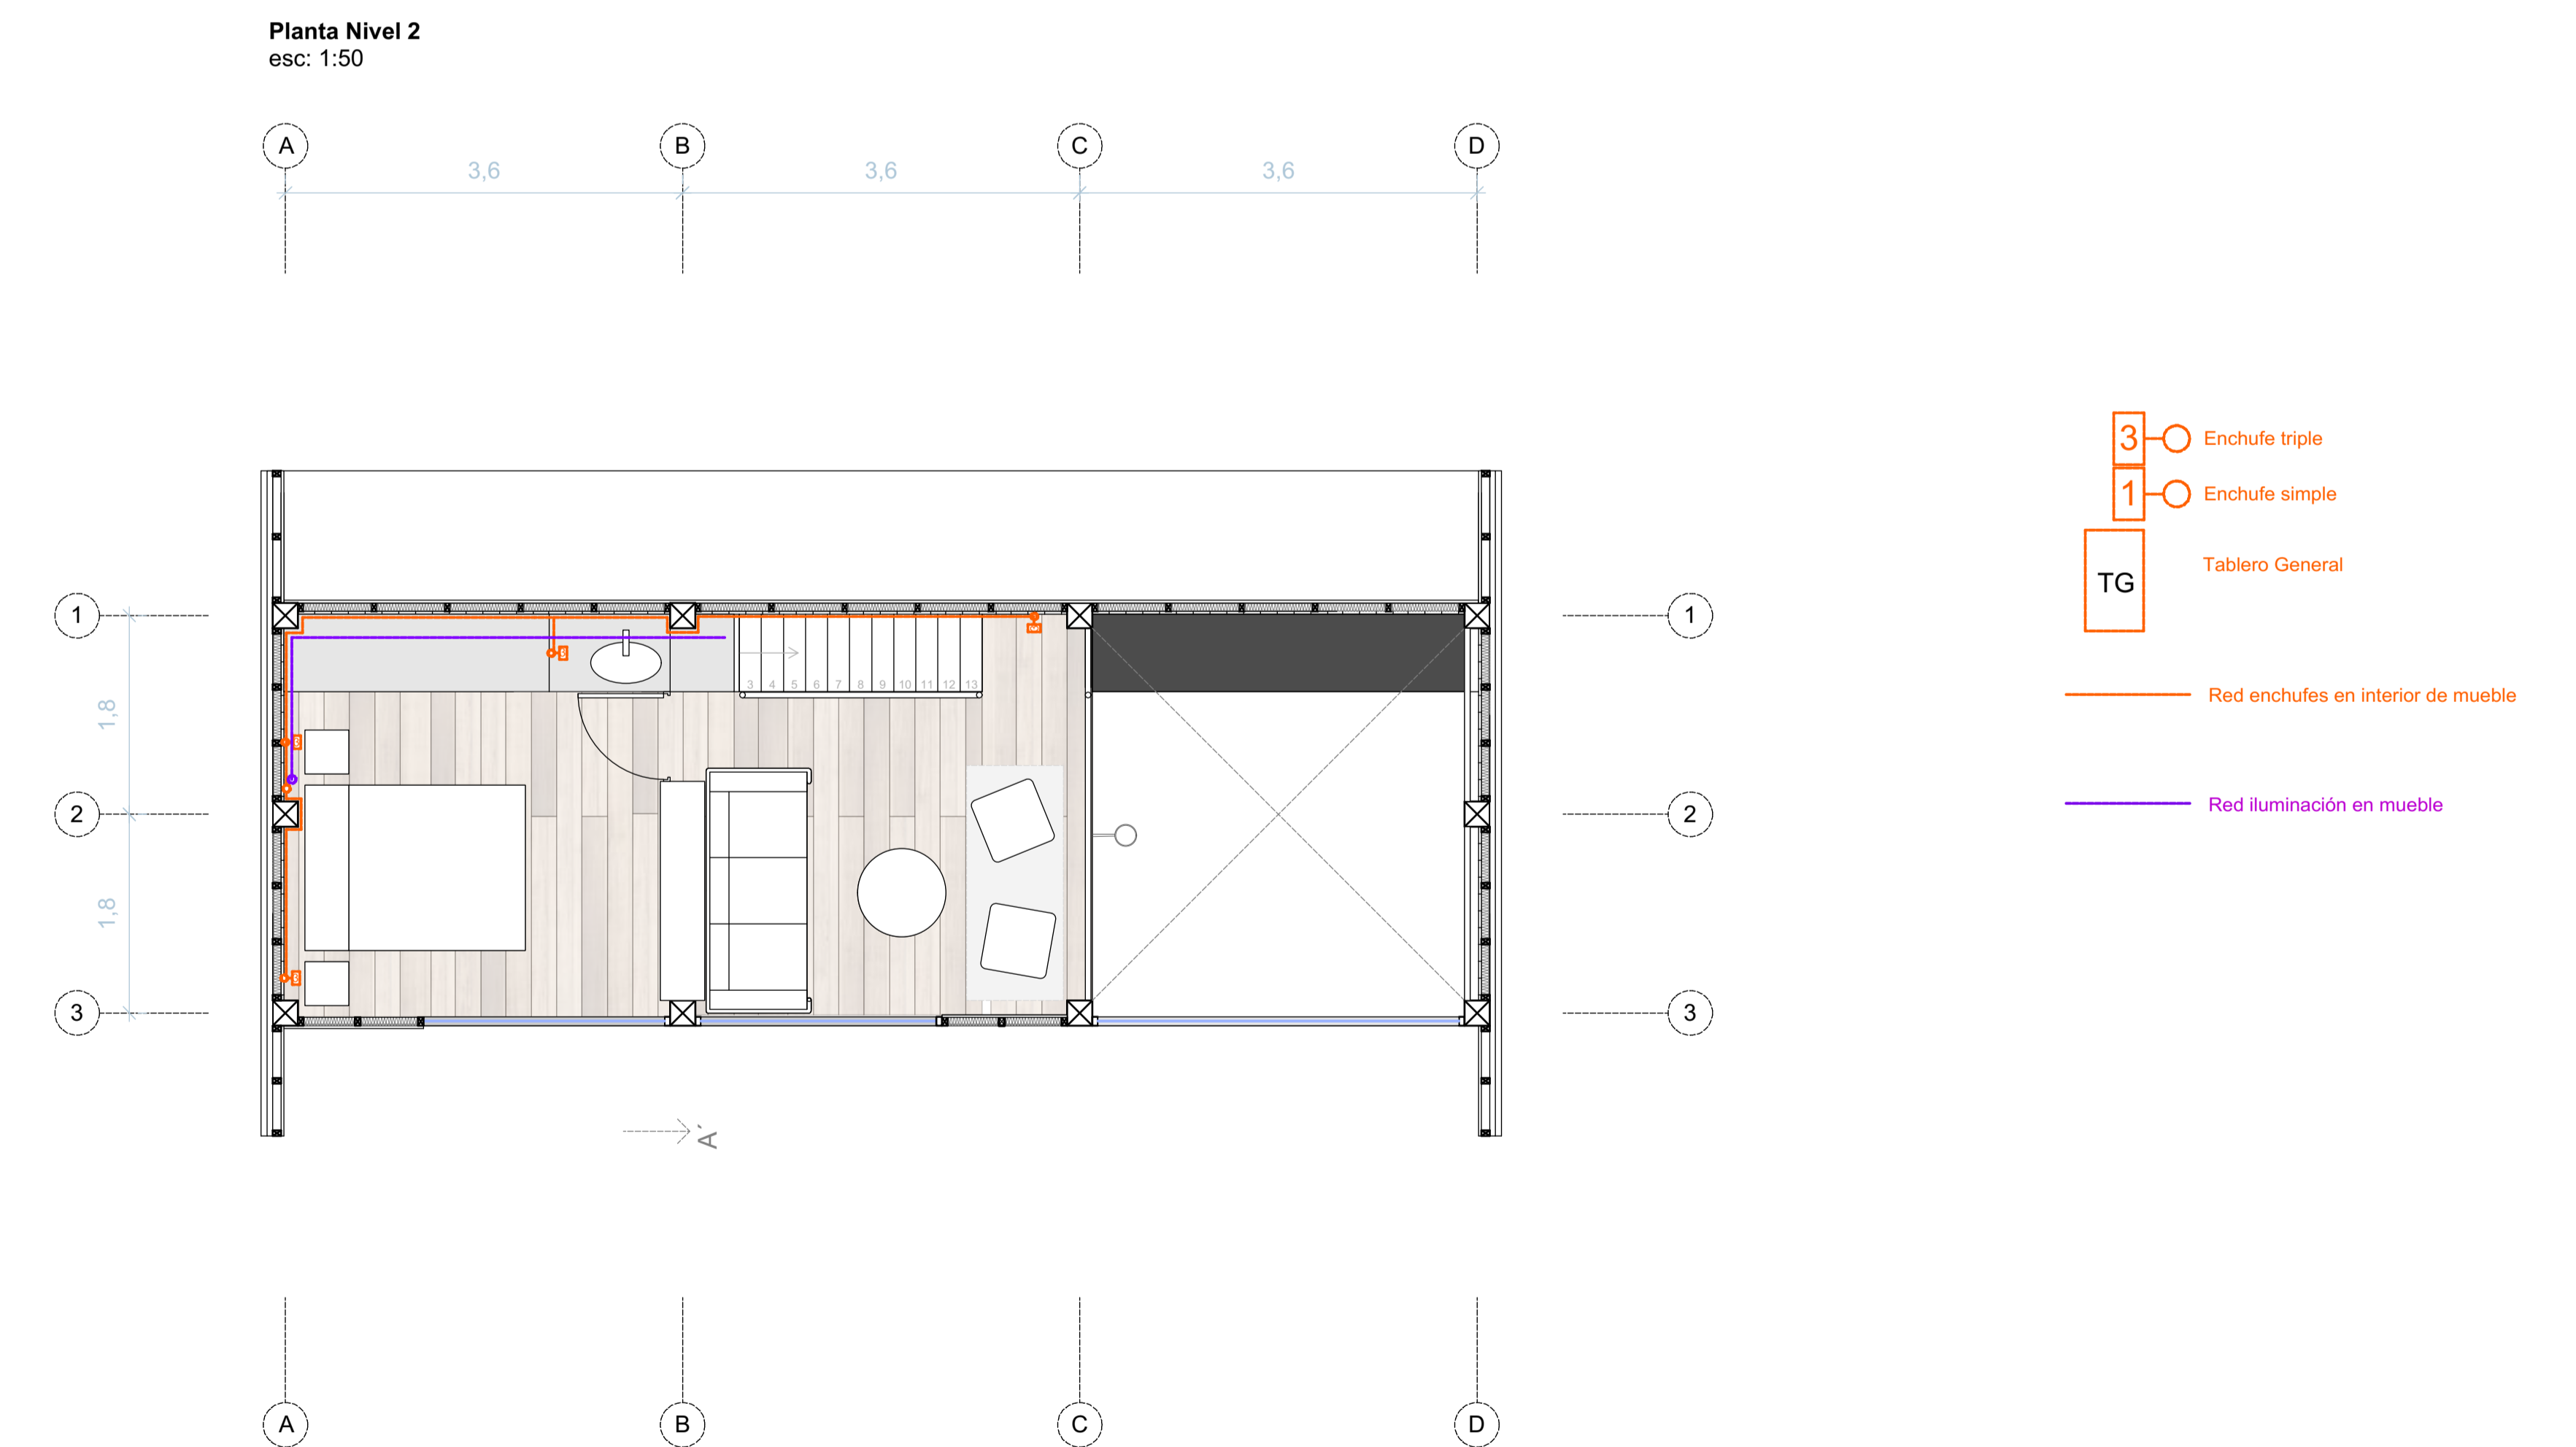 Planta Nivel 2
esc: 1:50
A B C D
3,6 3,6 3,6
3 Enchufe triple
1 Enchufe simple
TG Tablero General
1 1
3 4 5 6 7 8 9 10 11 12 13
Red enchufes en interior de mueble
1,8
Red iluminación en mueble
2 2
1,8
3 3
A`
A B C D